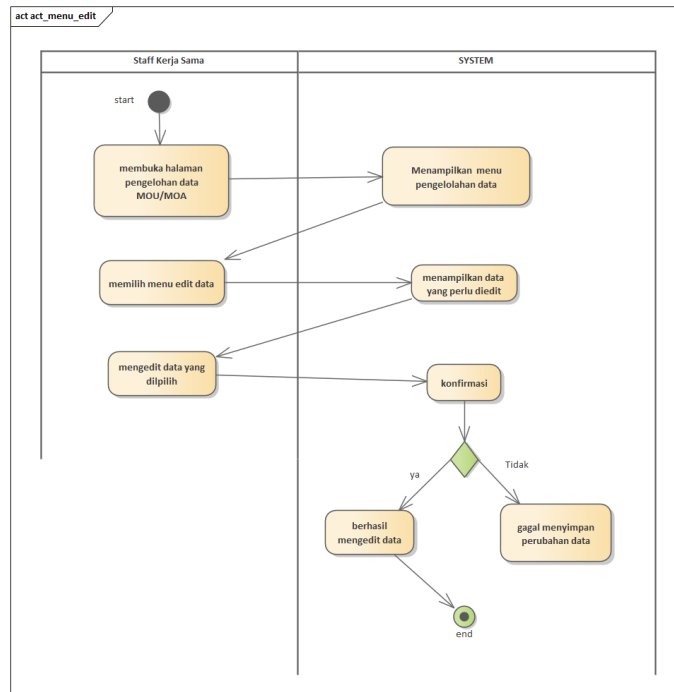 act act_menu_edit
Staff Kerja Sama
SYSTEM
start
membuka halaman
pengelohan data
MOU/MOA
Menampilkan menu
pengelolahan data
memilih menu edit data
menampilkan data
yang perlu diedit
mengedit data yang
dilpilih
konfirmasi
ya
Tidak
berhasil
mengedit data
gagal menyimpan
perubahan data
end